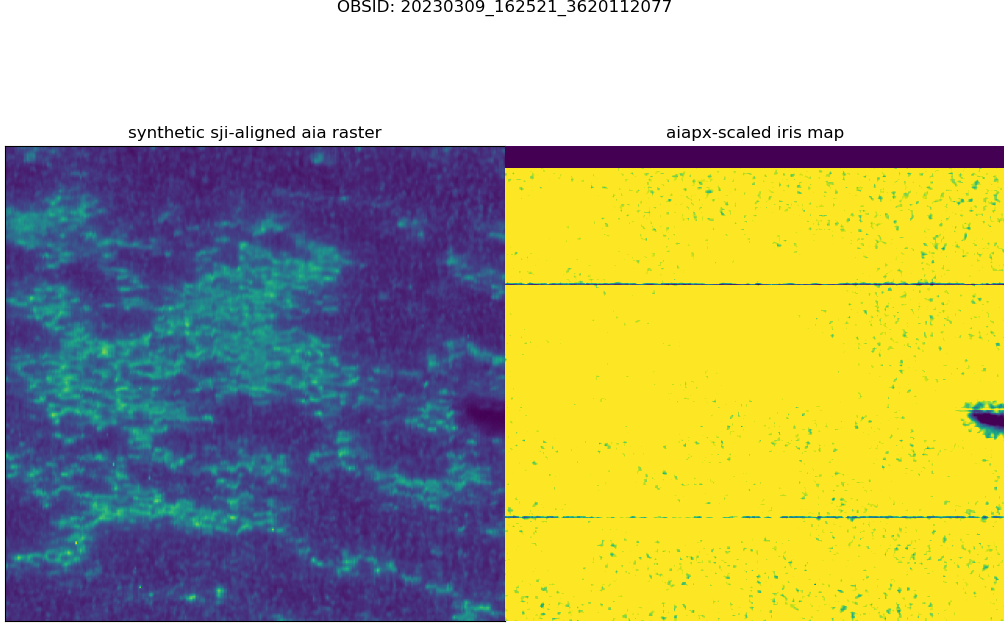 OBSID: 20230309_162521_3620112077
synthetic sji-aligned aia raster
aiapx-scaled iris map